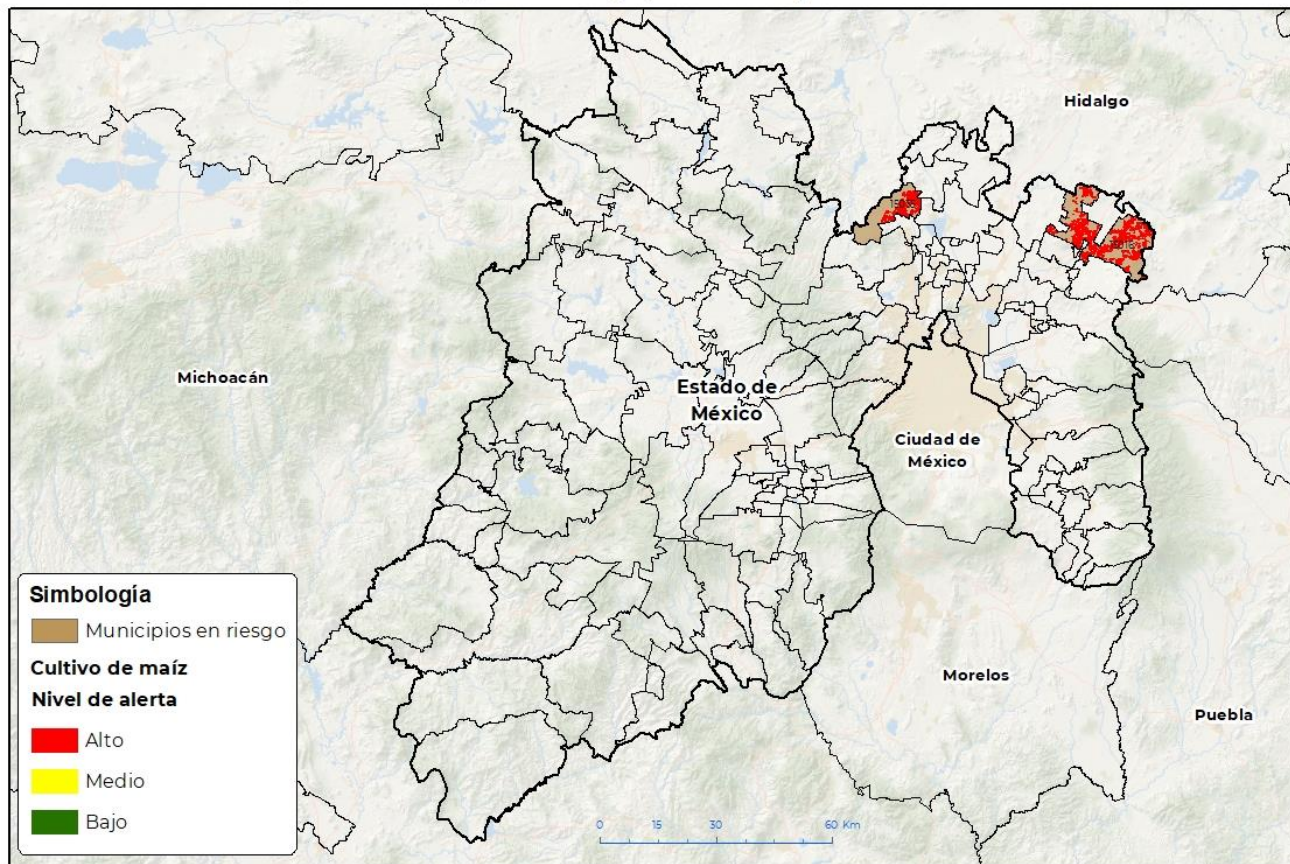 Hidalgo
Michoacán
Estado de
México
Ciudad de
México
Morelos
Puebla
Simbología
Municipios en riesgo
Cultivo de maíz
Nivel de alerta
Alto
Medio
Bajo
0 15 30 60 Km